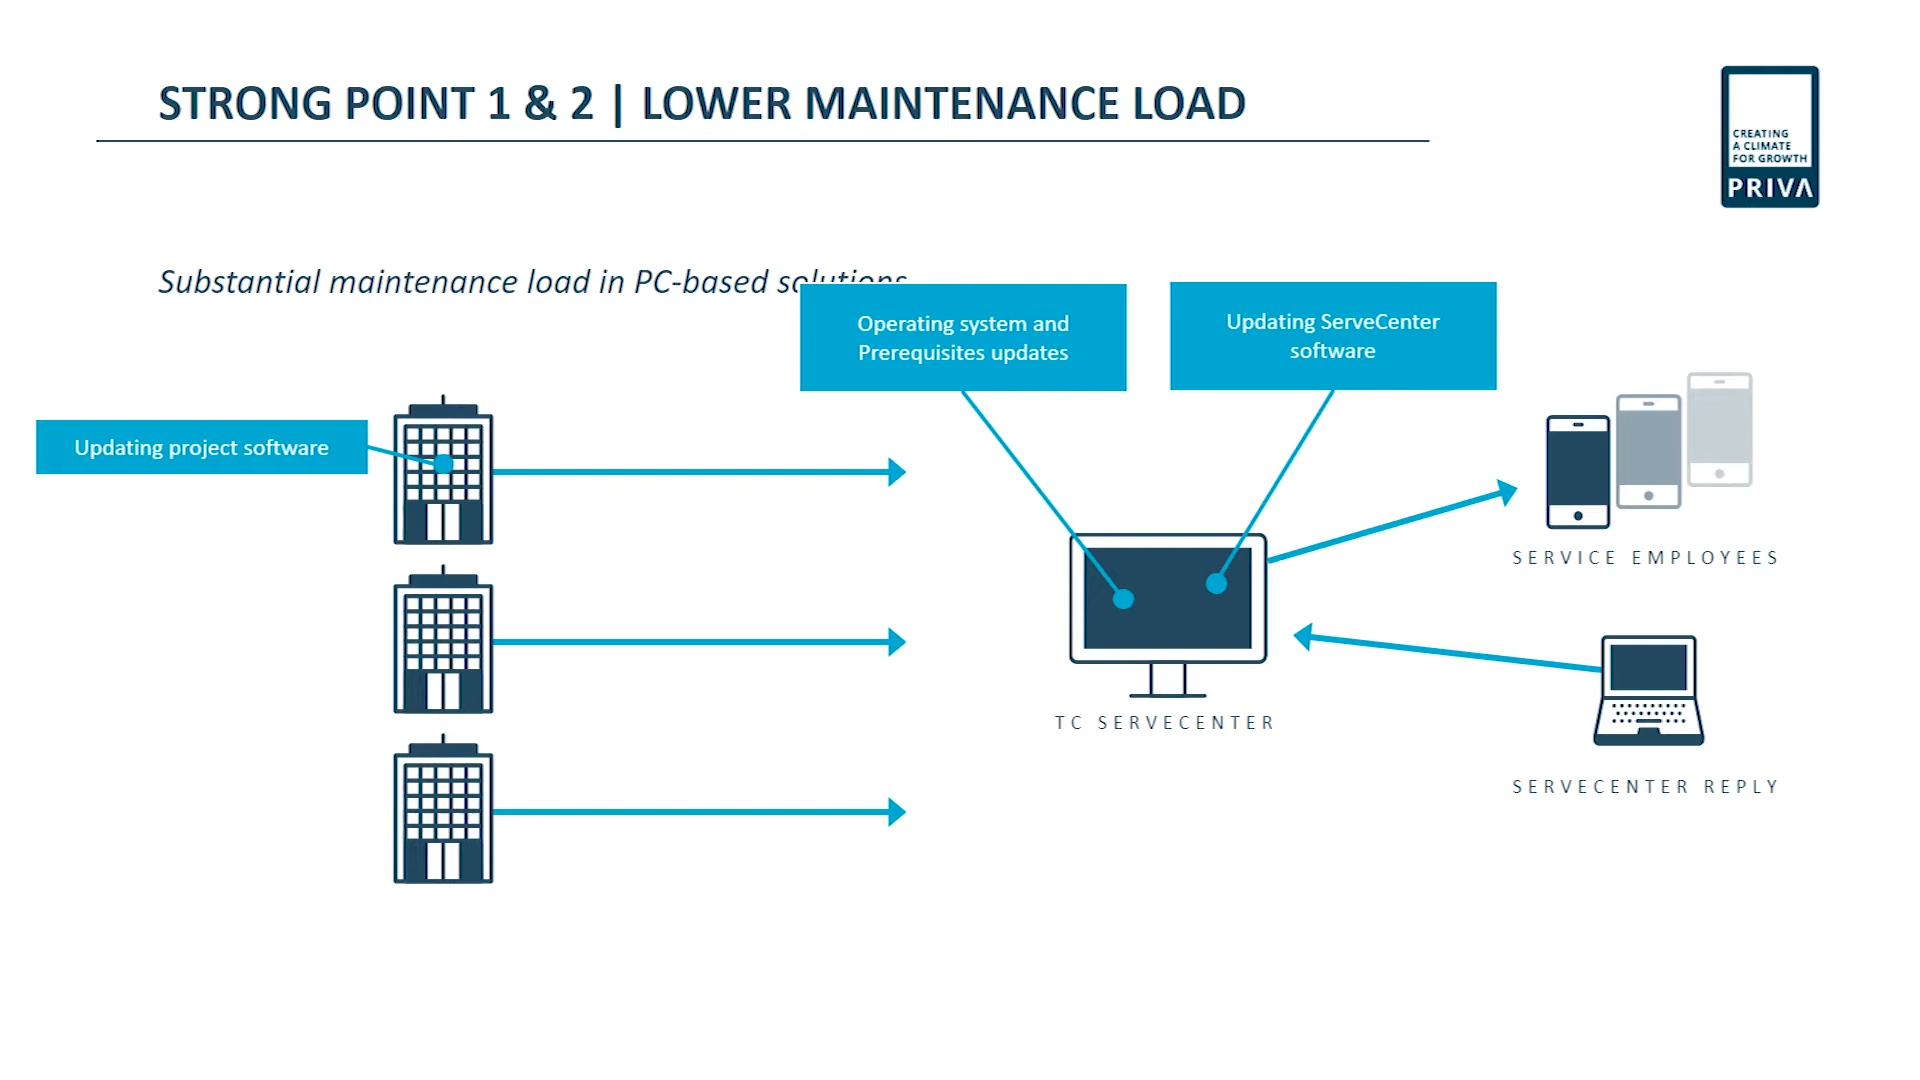 STRONG POINT 1 & 2 | LOWER MAINTENANCE LOAD
CREATING
A CLIMATE
FOR GROWTH
PRIVA
Substantial maintenance load in PC-based solutions
Operating system and
Prerequisites updates
Updating ServeCenter
software
Updating project software
SERVICE EMPLOYEES
TC SERVECENTER
SERVECENTER REPLY